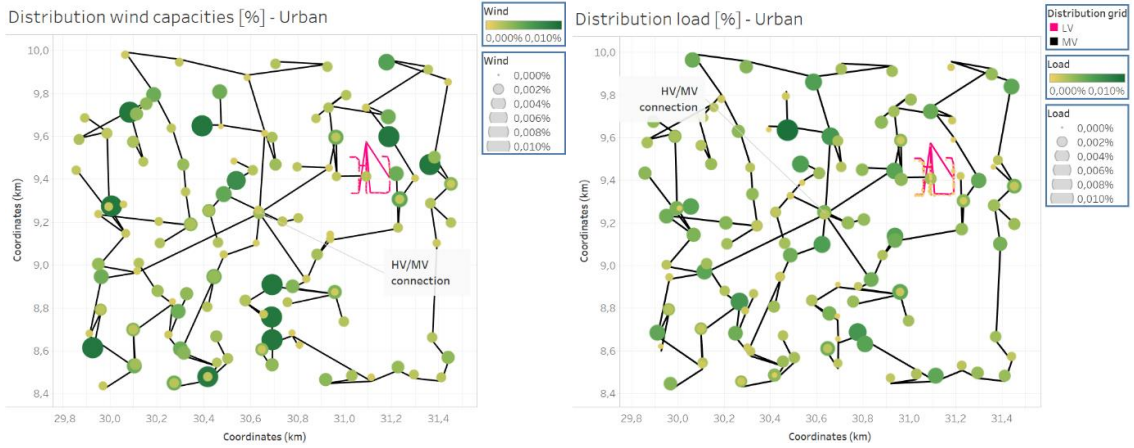 Distribution wind capacities [%] - Urban
Wind
0,000% 0,010%
Wind
0,000%
0,002%
0,004%
0,006%
0,008%
0,010%
10,0
9,8
9,6
9,4
9,2
9,0
8,8
8,6
8,4
Coordinates (km)
HV/MV
connection
29,8
30,0
30,2
30,4
30,6
30,8
31,0
31,2
31,4
Coordinates (km)
Distribution load [%] - Urban
Distribution grid
LV
MV
Load
0,000% 0,010%
Load
0,000%
0,002%
0,004%
0,006%
0,008%
0,010%
10,0
9,8
9,6
9,4
9,2
9,0
8,8
8,6
8,4
Coordinates (km)
HV/MV
connection
29,8
30,0
30,2
30,4
30,6
30,8
31,0
31,2
31,4
Coordinates (km)